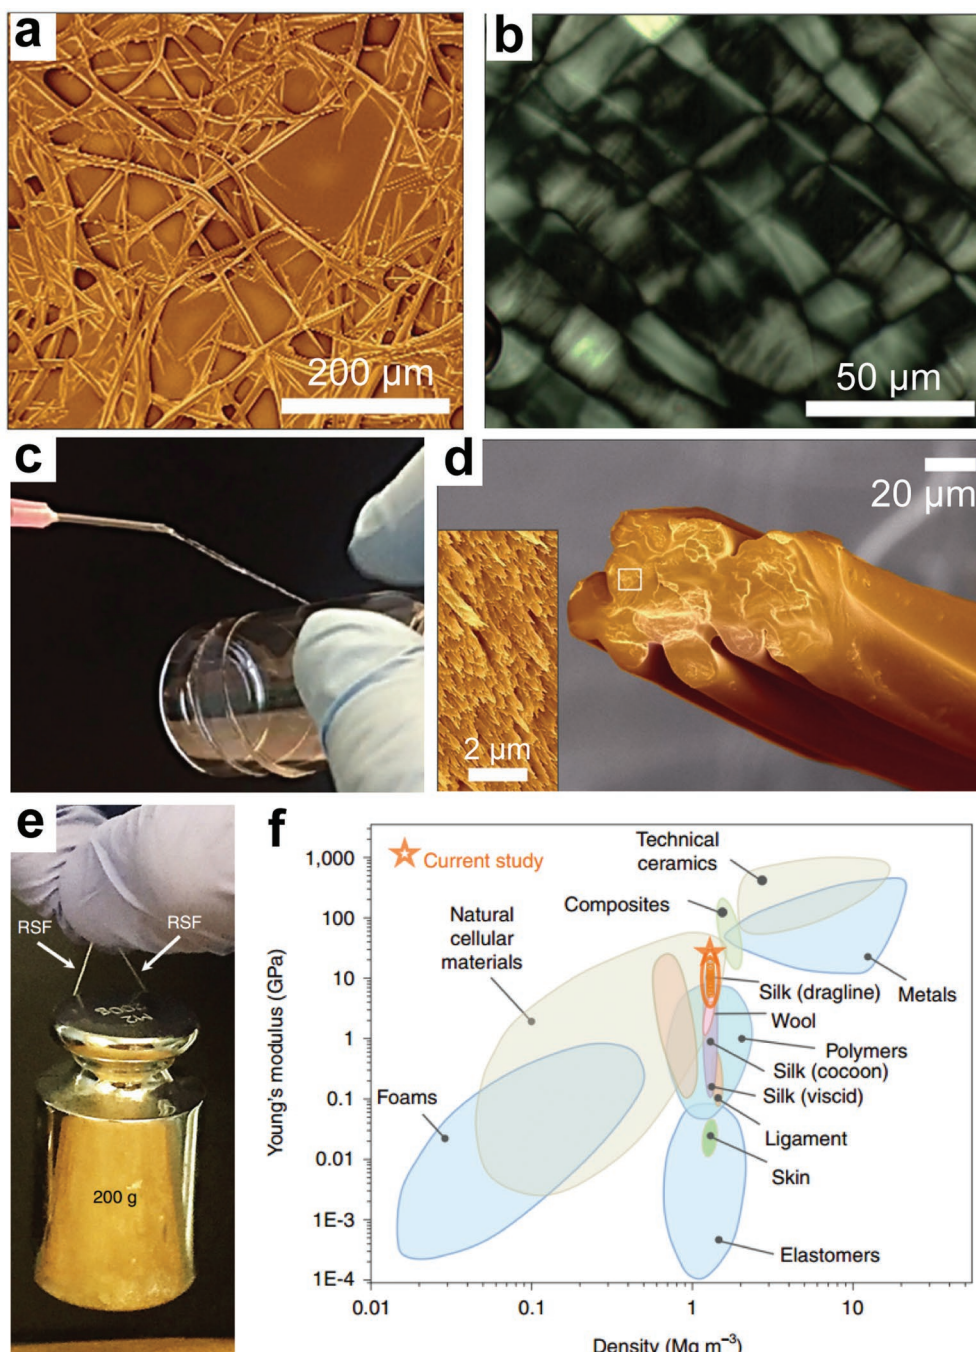 a
200 µm
b
50 µm
c
d
20 µm
2 µm
e
RSF
RSF
M2
200g
200 g
f
Current study
Technical
ceramics
Composites
Natural
cellular
materials
Foams
Silk (dragline)
Metals
Wool
Polymers
Silk (cocoon)
Silk (viscid)
Ligament
Skin
Elastomers
Young's modulus (GPa)
1,000
100
10
1
0.1
0.01
1E-3
1E-4
0.01
0.1
1
10
Density (Mg m⁻³)